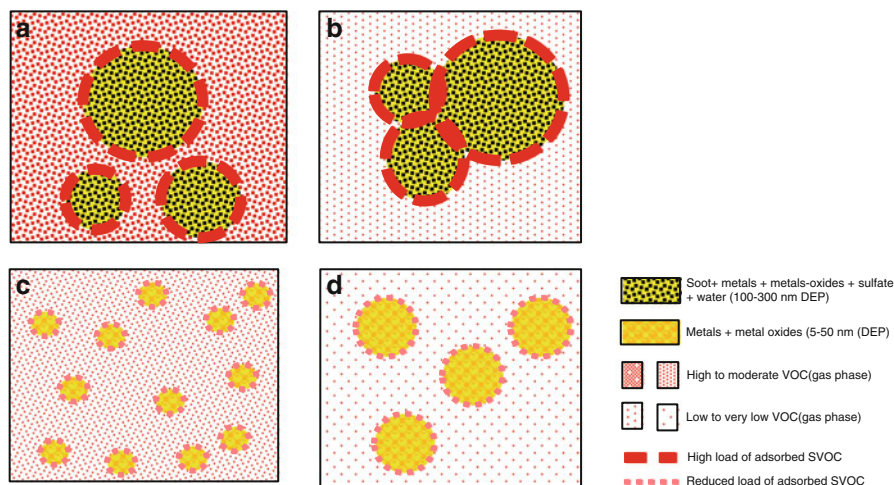 a
b
c
d
Soot+ metals + metals-oxides + sulfate
+ water (100-300 nm DEP)
Metals + metal oxides (5-50 nm (DEP)
High to moderate VOC(gas phase)
Low to very low VOC(gas phase)
High load of adsorbed SVOC
Reduced load of adsorbed SVOC